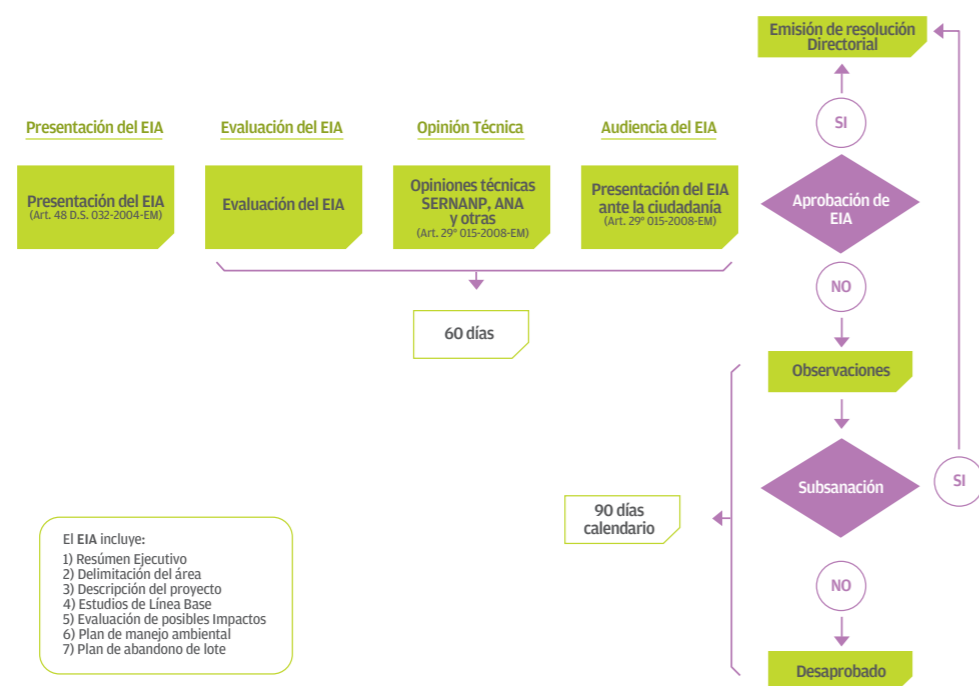 Emisión de resolución
Directorial
SI
Presentación del EIA
Evaluación del EIA
Opinión Técnica
Audiencia del EIA
Presentación del EIA
(Art. 48 D.S. 032-2004-EM)
Evaluación del EIA
Opiniones técnicas
SERNANP, ANA
y otras
(Art. 29° 015-2008-EM)
Presentación del EIA
ante la ciudadanía
(Art. 29° 015-2008-EM)
Aprobación de
EIA
NO
60 días
Observaciones
Subsanación
SI
90 días
calendario
NO
Desaprobado
El EIA incluye:
1) Resúmen Ejecutivo
2) Delimitación del área
3) Descripción del proyecto
4) Estudios de Línea Base
5) Evaluación de posibles Impactos
6) Plan de manejo ambiental
7) Plan de abandono de lote